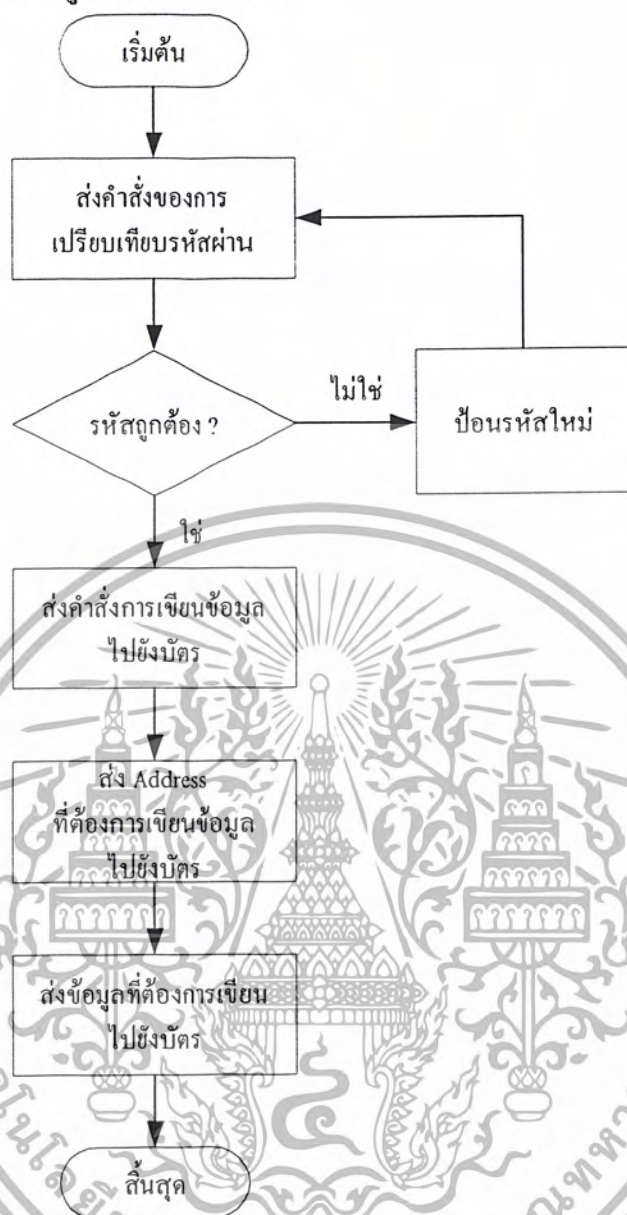 เริ่มต้น
ส่งคำสั่งของการ
เปรียบเทียบรหัสผ่าน
รหัสถูกต้อง ?
ไม่ใช่
ป้อนรหัสใหม่
ใช่
ส่งคำสั่งการเขียนข้อมูล
ไปยังบัตร
ส่ง Address
ที่ต้องการเขียนข้อมูล
ไปยังบัตร
ส่งข้อมูลที่ต้องการเขียน
ไปยังบัตร
สิ้นสุด